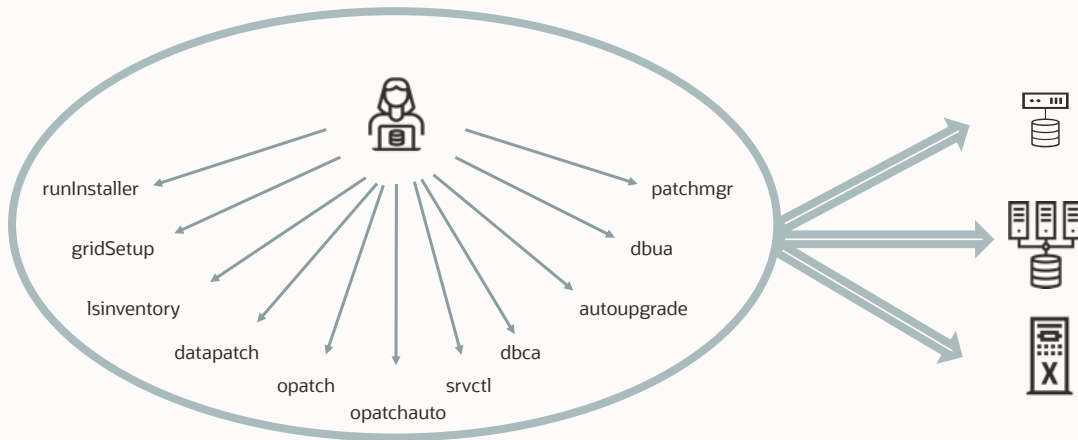 runInstaller
patchmgr
gridSetup
dbua
lsinventory
autoupgrade
datapatch
dbca
opatch
srvctl
opatchauto
X